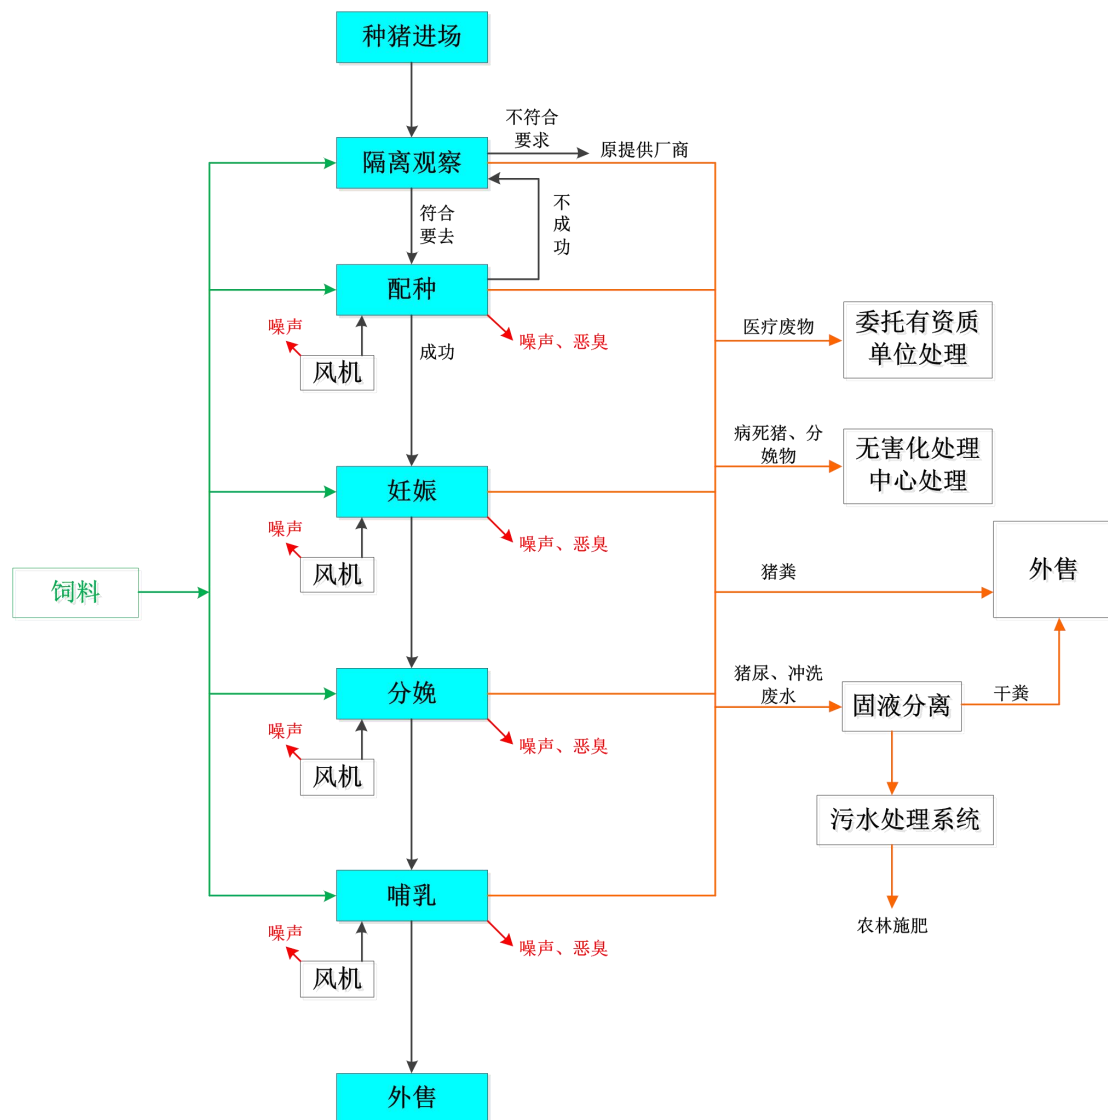 种猪进场
不符合
要求
原提供厂商
隔离观察
符合
要去
不
成
功
配种
噪声
风机
成功
噪声、恶臭
医疗废物
委托有资质
单位处理
病死猪、分
娩物
无害化处理
中心处理
妊娠
噪声
风机
噪声、恶臭
饲料
猪粪
外售
分娩
噪声
风机
噪声、恶臭
猪尿、冲洗
废水
固液分离
干粪
污水处理系统
农林施肥
哺乳
噪声
风机
噪声、恶臭
外售